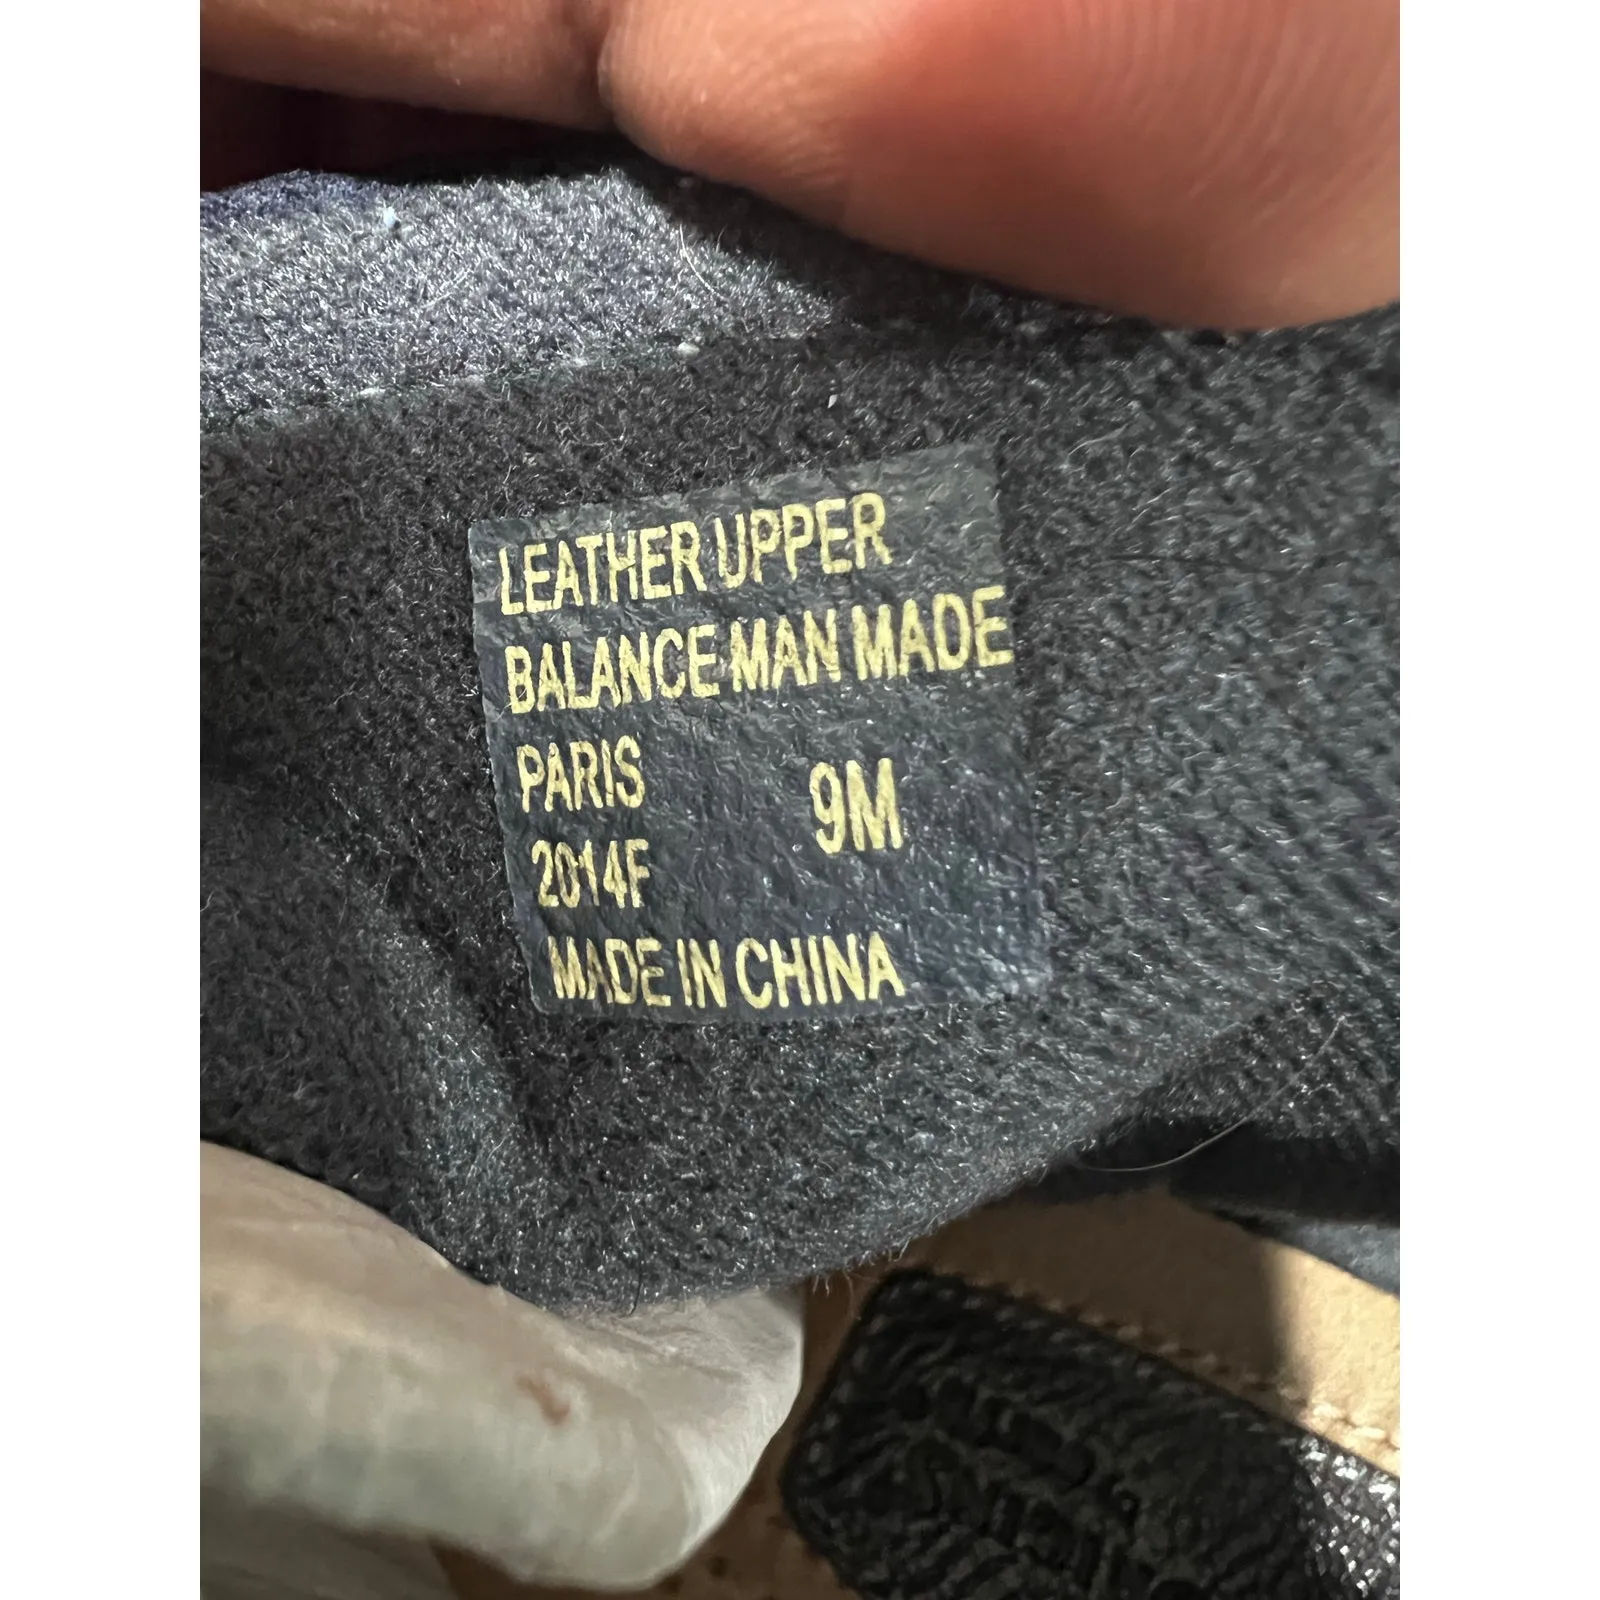 LEATHER UPPER
BALANCE MAN MADE
PARIS
9M
2014F
MADE IN CHINA